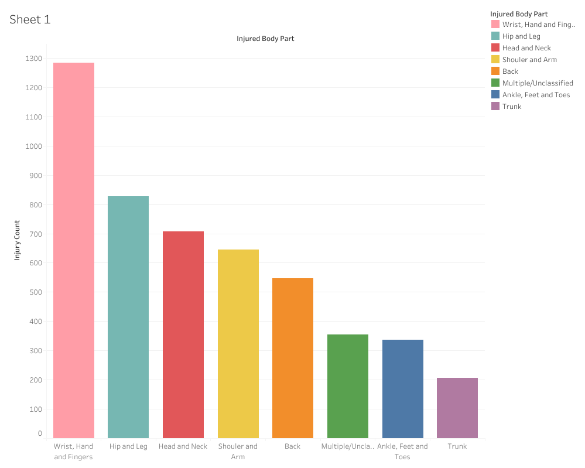 Sheet 1
Injured Body Part
Injury Count
1300
1200
1100
1000
900
800
700
600
500
400
300
200
100
0
Wrist, Hand
and Fingers
Hip and Leg
Head and Neck
Shouler and
Arm
Back
Multiple/Uncla..
Ankle, Feet and
Toes
Trunk
Injured Body Part
Wrist, Hand and Fing..
Hip and Leg
Head and Neck
Shouler and Arm
Back
Multiple/Unclassified
Ankle, Feet and Toes
Trunk